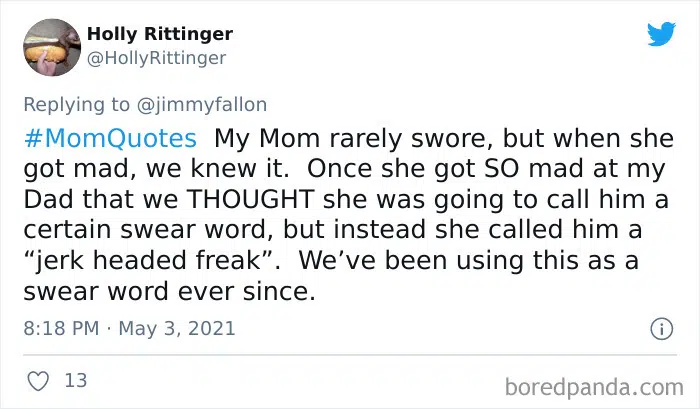 Holly Rittinger
@HollyRittinger
Replying to @jimmyfallon
#MomQuotes  My Mom rarely swore, but when she
got mad, we knew it.  Once she got SO mad at my
Dad that we THOUGHT she was going to call him a
certain swear word, but instead she called him a
“jerk headed freak”.  We’ve been using this as a
swear word ever since.
8:18 PM · May 3, 2021
13
boredpanda.com